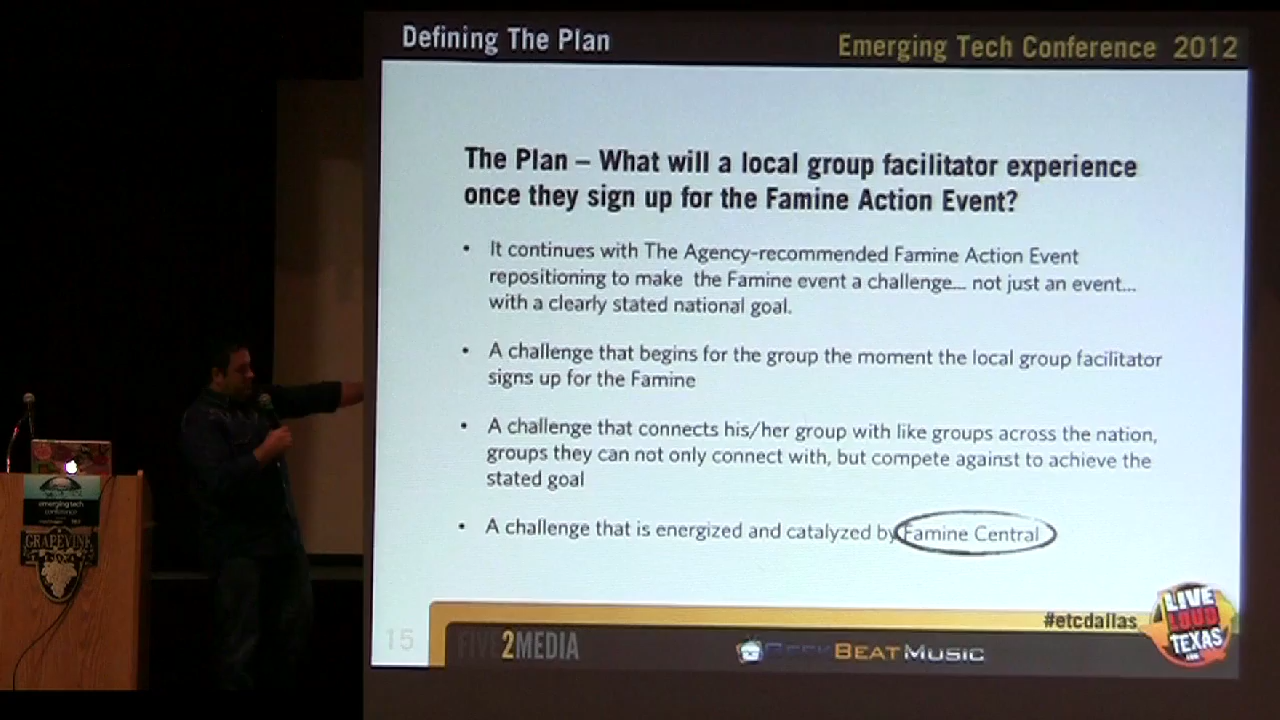 Defining The Plan
Emerging Tech Conference 2012
The Plan – What will a local group facilitator experience
once they sign up for the Famine Action Event?
• It continues with The Agency-recommended Famine Action Event
repositioning to make the Famine event a challenge... not just an event...
with a clearly stated national goal.
• A challenge that begins for the group the moment the local group facilitator
signs up for the Famine
• A challenge that connects his/her group with like groups across the nation,
groups they can not only connect with, but compete against to achieve the
stated goal
• A challenge that is energized and catalyzed by Famine Central
#etcdallas
LIVE
LOUD
TEXAS
15
FIVE2MEDIA
GEEKBEATMUSIC
emerging tech
conference
GRAPEVINE